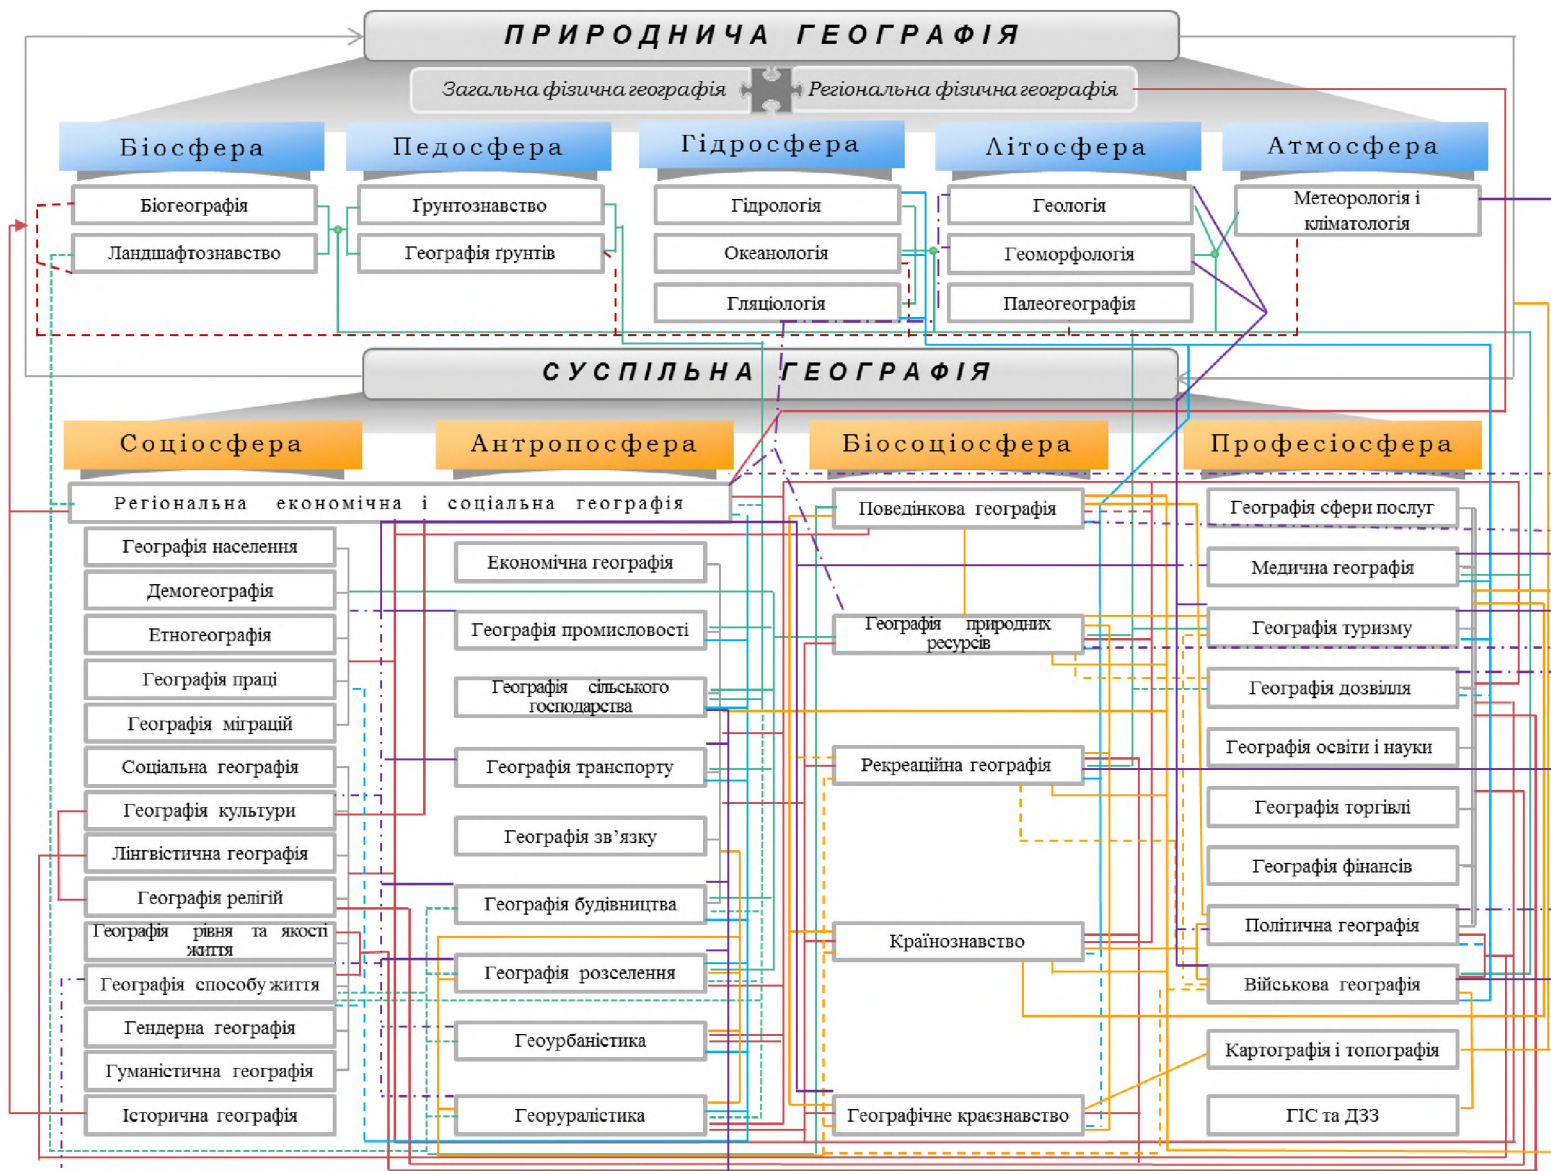 ПРИРОДНИЧА ГЕОГРАФІЯ
Загальна фізична географія
Регіональна фізична географія
Біосфера
Педосфера
Гідросфера
Літосфера
Атмосфера
Біогеографія
Ландшафтознавство
Ґрунтознавство
Географія ґрунтів
Гідрологія
Океанологія
Гляціологія
Геологія
Геоморфологія
Палеогеографія
Метеорологія і
кліматологія
СУСПІЛЬНА ГЕОГРАФІЯ
Соціосфера
Антропосфера
Біосоціосфера
Професіосфера
Регіональна економічна і соціальна географія
Географія населення
Демогеографія
Етногеографія
Географія праці
Географія міграцій
Соціальна географія
Географія культури
Лінгвістична географія
Географія релігій
Географія рівня та якості
життя
Географія способу життя
Гендерна географія
Гуманістична географія
Історична географія
Економічна географія
Географія промисловості
Географія сільського
господарства
Географія транспорту
Географія зв’язку
Географія будівництва
Географія розселення
Геоурбаністика
Георуралістика
Поведінкова географія
Географія природних
ресурсів
Рекреаційна географія
Країнознавство
Географічне краєзнавство
Географія сфери послуг
Медична географія
Географія туризму
Географія дозвілля
Географія освіти і науки
Географія торгівлі
Географія фінансів
Політична географія
Військова географія
Картографія і топографія
ГІС та ДЗЗ